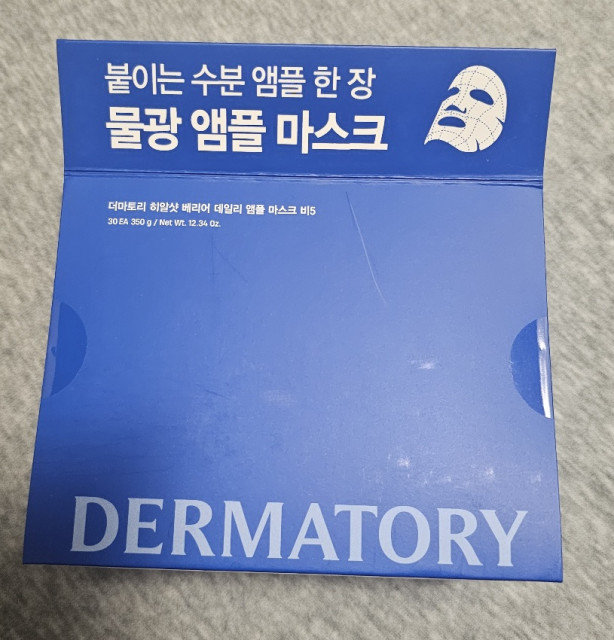 붙이는 수분 앰플 한 장
물광 앰플 마스크
더마토리 히알샷 베리어 데일리 앰플 마스크 비5
30 EA 350 g / Net Wt. 12.34 Oz.
DERMATORY